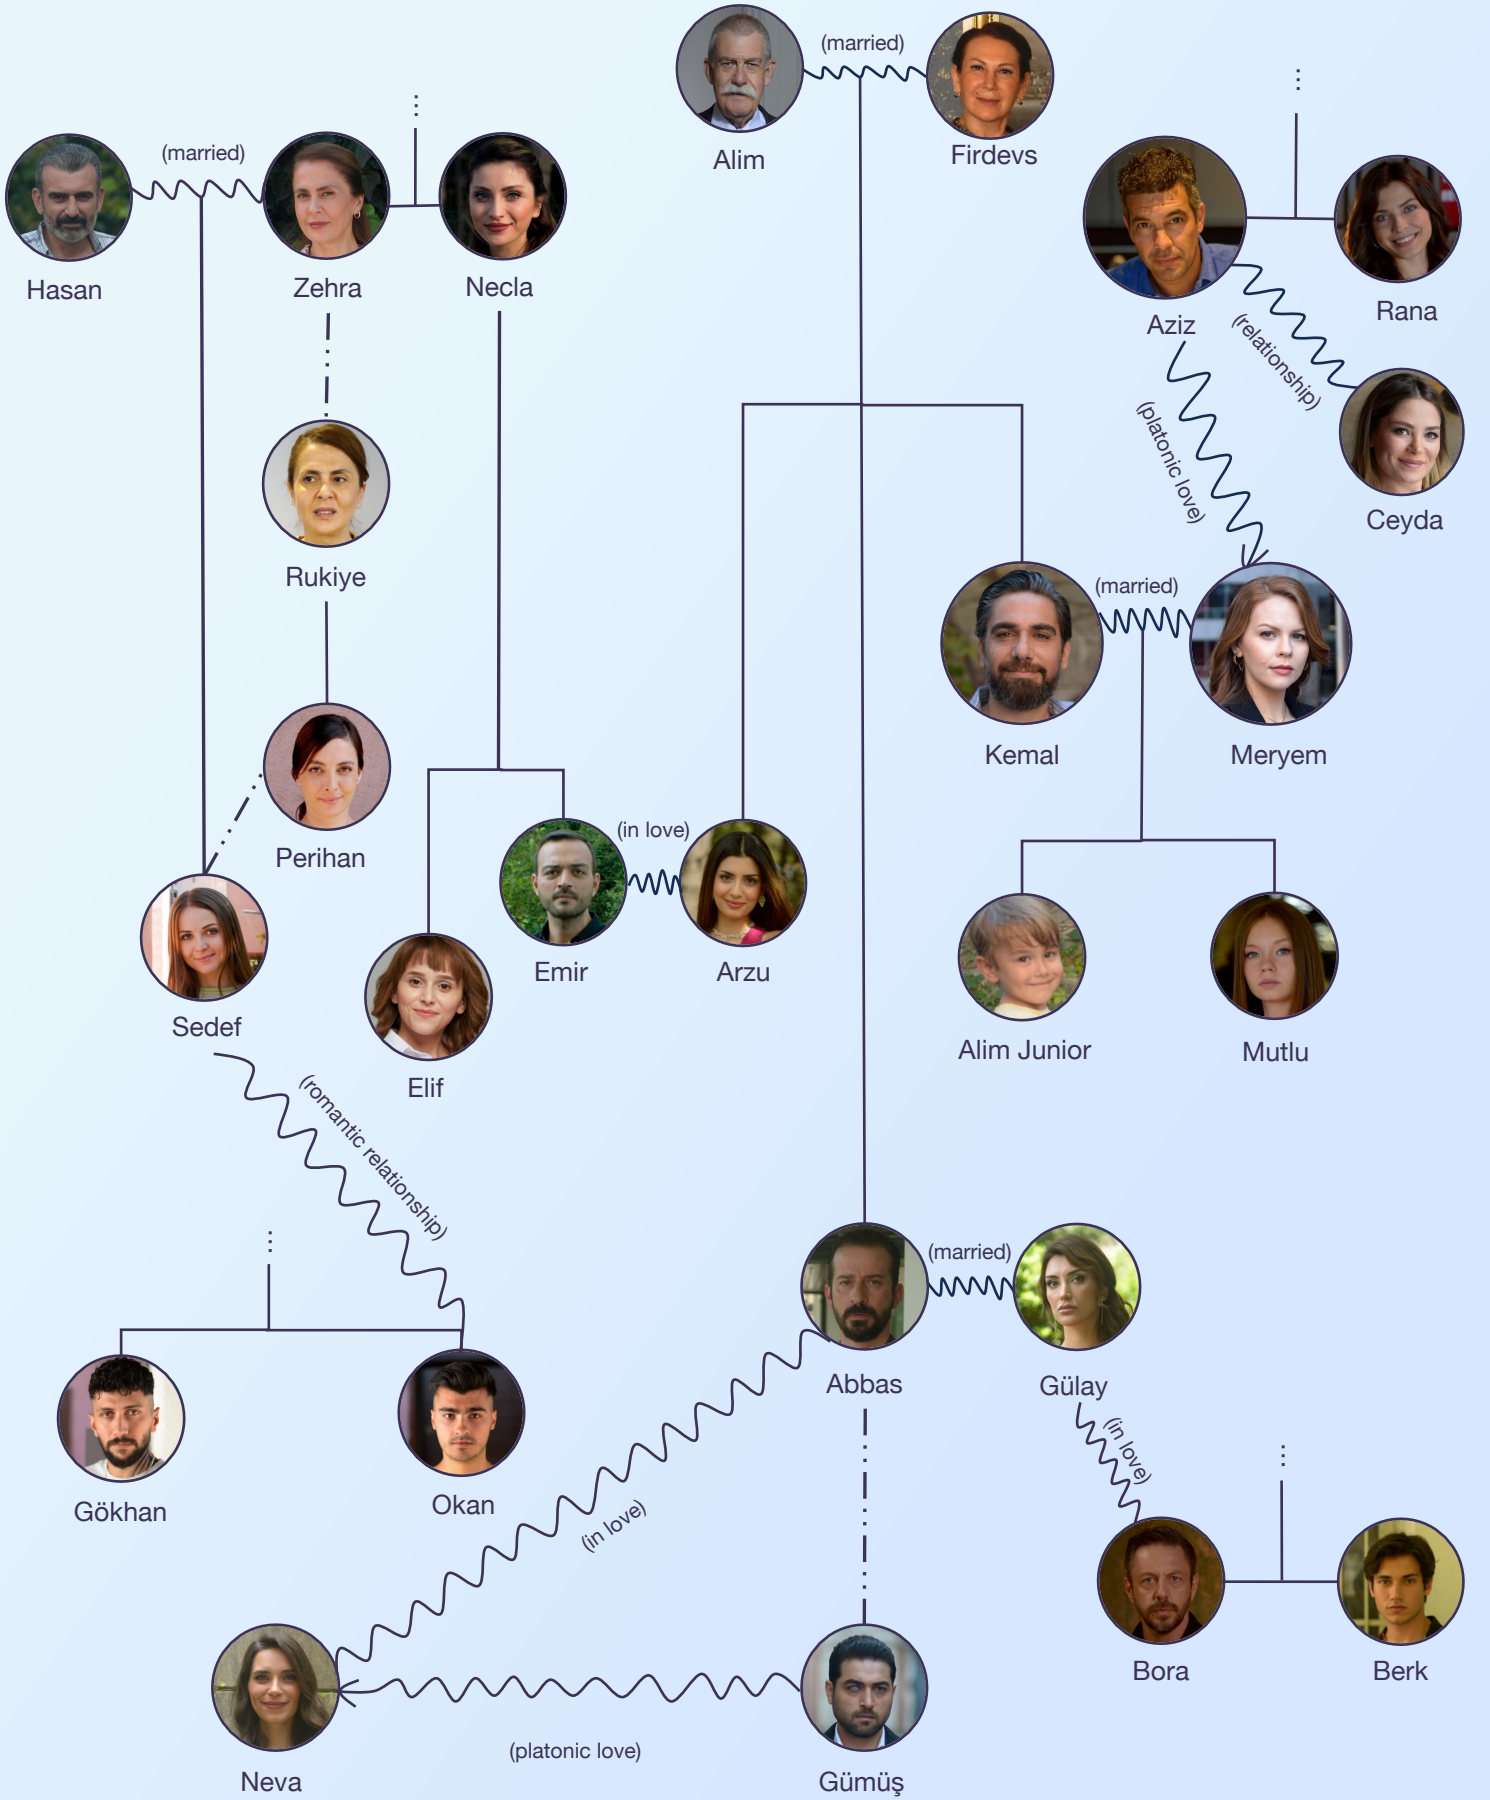 (married)
Alim
Firdevs
(married)
Hasan
Zehra
Necla
Aziz
Rana
(relationship)
(platonic love)
Ceyda
Rukiye
(married)
Kemal
Meryem
Perihan
(in love)
Emir
Arzu
Sedef
Elif
Alim Junior
Mutlu
(romantic relationship)
(married)
Abbas
Gülay
(in love)
Gökhan
Okan
(in love)
Bora
Berk
(platonic love)
Neva
Gümüş